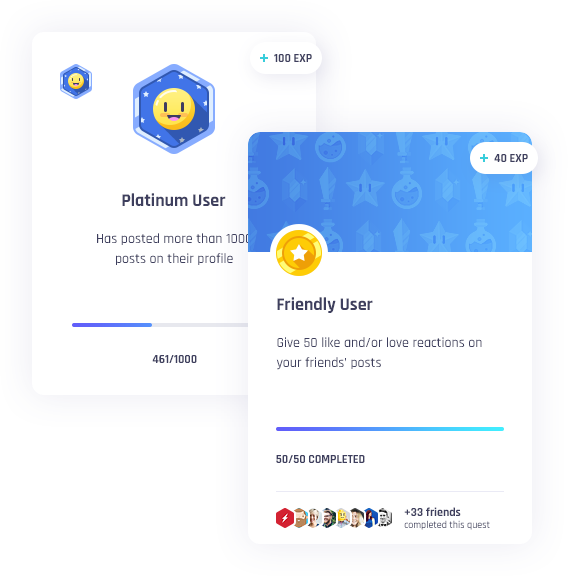 + 100 EXP
Platinum User
Has posted more than 1000
posts on their profile
461/1000
+ 40 EXP
Friendly User
Give 50 like and/or love reactions on
your friends' posts
50/50 COMPLETED
+33 friends
completed this quest